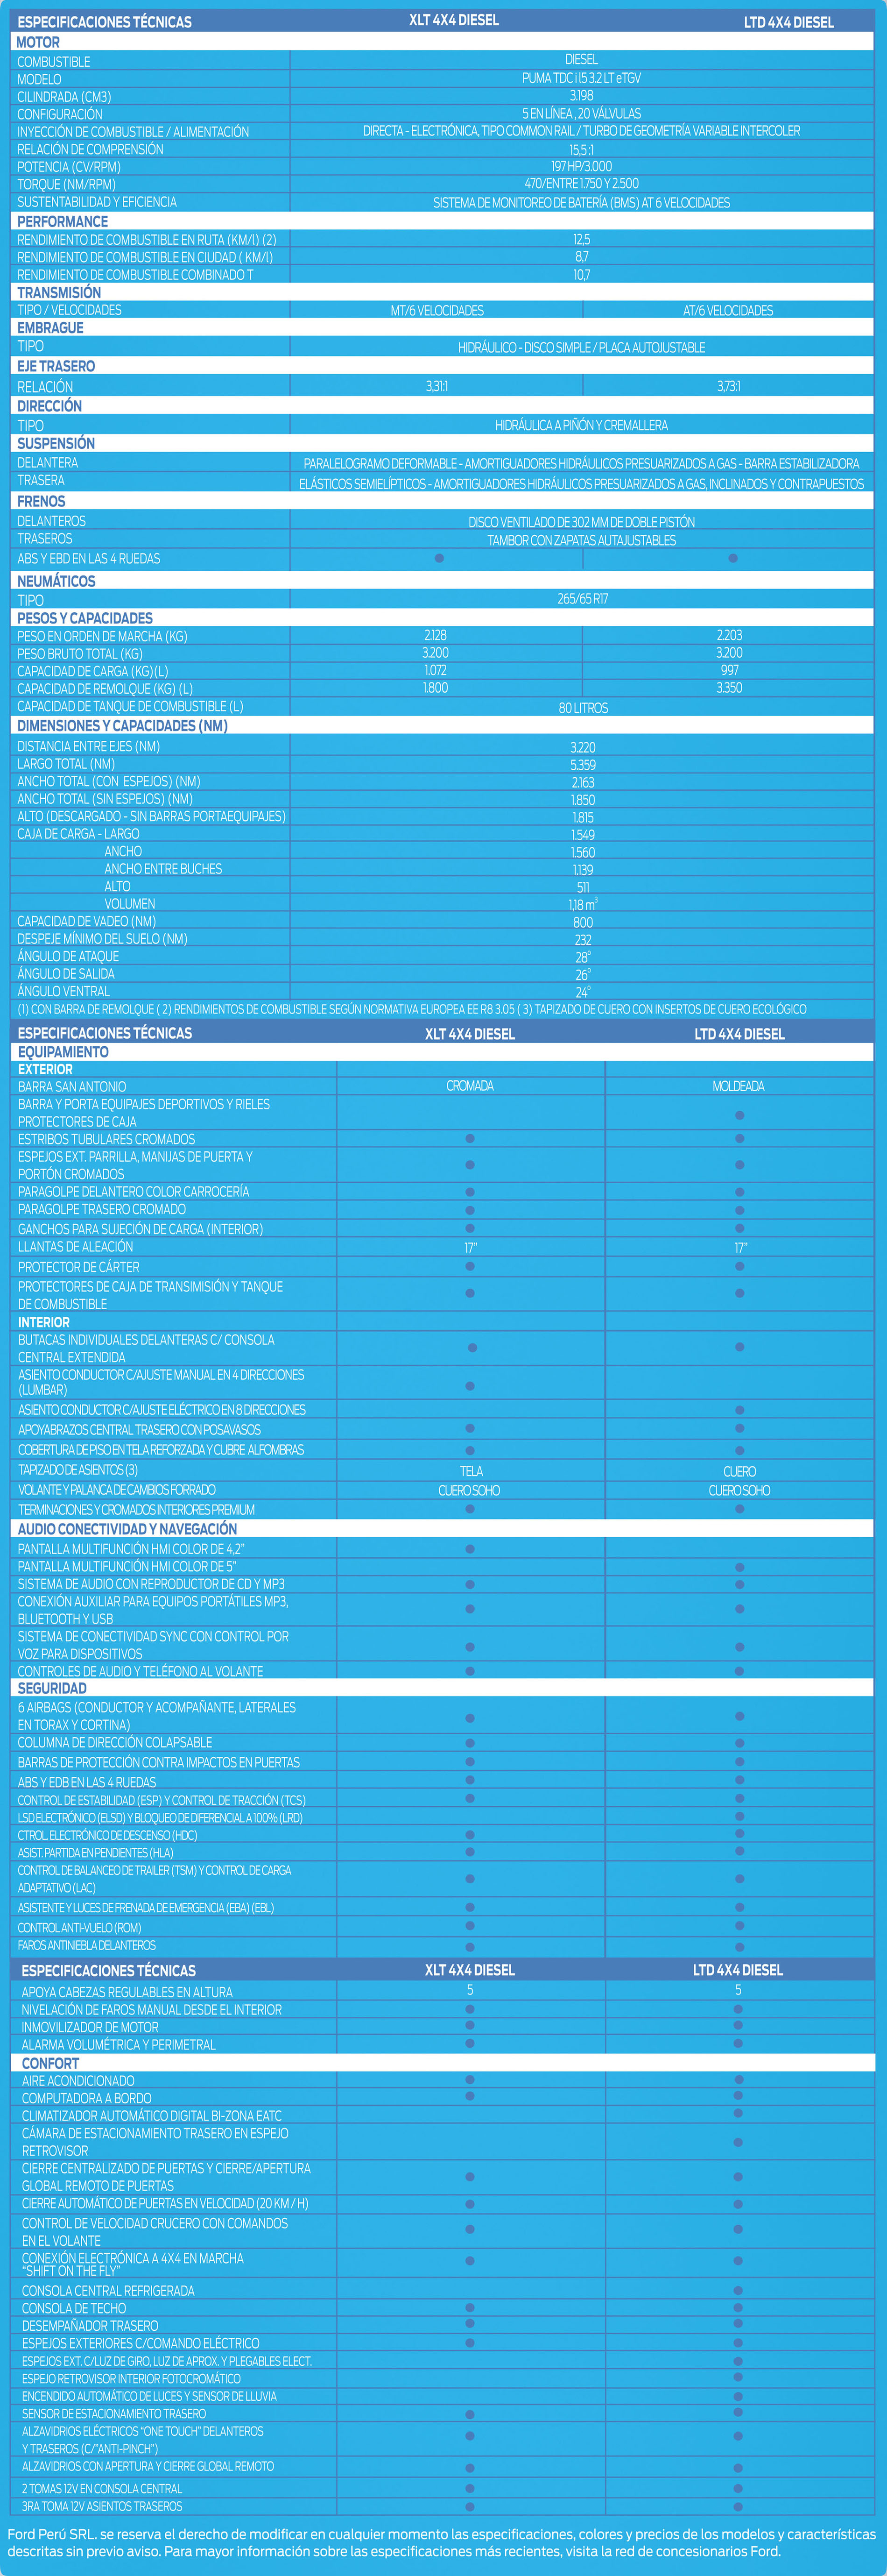 ESPECIFICACIONES TÉCNICAS XLT 4X4 DIESEL LTD 4X4 DIESEL
MOTOR
COMBUSTIBLE DIESEL
MODELO PUMA TDC i I5 3.2 LT eTGV
CILINDRADA (CM3) 3.198
CONFIGURACIÓN 5 EN LÍNEA , 20 VÁLVULAS
INYECCIÓN DE COMBUSTIBLE / ALIMENTACIÓN DIRECTA - ELECTRÓNICA, TIPO COMMON RAIL / TURBO DE GEOMETRÍA VARIABLE INTERCOLER
RELACIÓN DE COMPRENSIÓN 15,5 :1
POTENCIA (CV/RPM) 197 HP/3.000
TORQUE (NM/RPM) 470/ENTRE 1.750 Y 2.500
SUSTENTABILIDAD Y EFICIENCIA SISTEMA DE MONITOREO DE BATERÍA (BMS) AT 6 VELOCIDADES
PERFORMANCE
RENDIMIENTO DE COMBUSTIBLE EN RUTA (KM/l) (2) 12,5
RENDIMIENTO DE COMBUSTIBLE EN CIUDAD ( KM/l) 8,7
RENDIMIENTO DE COMBUSTIBLE COMBINADO T 10,7
TRANSMISIÓN
TIPO / VELOCIDADES MT/6 VELOCIDADES AT/6 VELOCIDADES
EMBRAGUE
TIPO HIDRÁULICO - DISCO SIMPLE / PLACA AUTOJUSTABLE
EJE TRASERO
RELACIÓN 3,31:1 3,73:1
DIRECCIÓN
TIPO HIDRÁULICA A PIÑÓN Y CREMALLERA
SUSPENSIÓN
DELANTERA PARALELOGRAMO DEFORMABLE - AMORTIGUADORES HIDRÁULICOS PRESUARIZADOS A GAS - BARRA ESTABILIZADORA
TRASERA ELÁSTICOS SEMIELÍPTICOS - AMORTIGUADORES HIDRÁULICOS PRESUARIZADOS A GAS, INCLINADOS Y CONTRAPUESTOS
FRENOS
DELANTEROS DISCO VENTILADO DE 302 MM DE DOBLE PISTÓN
TRASEROS TAMBOR CON ZAPATAS AUTAJUSTABLES
ABS Y EBD EN LAS 4 RUEDAS ● ●
NEUMÁTICOS
TIPO 265/65 R17
PESOS Y CAPACIDADES
PESO EN ORDEN DE MARCHA (KG) 2.128 2.203
PESO BRUTO TOTAL (KG) 3.200 3.200
CAPACIDAD DE CARGA (KG)(L) 1.072 997
CAPACIDAD DE REMOLQUE (KG) (L) 1.800 3.350
CAPACIDAD DE TANQUE DE COMBUSTIBLE (L) 80 LITROS
DIMENSIONES Y CAPACIDADES (NM)
DISTANCIA ENTRE EJES (NM) 3.220
LARGO TOTAL (NM) 5.359
ANCHO TOTAL (CON ESPEJOS) (NM) 2.163
ANCHO TOTAL (SIN ESPEJOS) (NM) 1.850
ALTO (DESCARGADO - SIN BARRAS PORTAEQUIPAJES) 1.815
CAJA DE CARGA - LARGO 1.549
ANCHO 1.560
ANCHO ENTRE BUCHES 1.139
ALTO 511
VOLUMEN 1,18 m³
CAPACIDAD DE VADEO (NM) 800
DESPEJE MÍNIMO DEL SUELO (NM) 232
ÁNGULO DE ATAQUE 28°
ÁNGULO DE SALIDA 26°
ÁNGULO VENTRAL 24°
(1) CON BARRA DE REMOLQUE ( 2) RENDIMIENTOS DE COMBUSTIBLE SEGÚN NORMATIVA EUROPEA EE R8 3.05 ( 3) TAPIZADO DE CUERO CON INSERTOS DE CUERO ECOLÓGICO
ESPECIFICACIONES TÉCNICAS XLT 4X4 DIESEL LTD 4X4 DIESEL
EQUIPAMIENTO
EXTERIOR
BARRA SAN ANTONIO CROMADA MOLDEADA
BARRA Y PORTA EQUIPAJES DEPORTIVOS Y RIELES
PROTECTORES DE CAJA ●
ESTRIBOS TUBULARES CROMADOS ● ●
ESPEJOS EXT. PARRILLA, MANIJAS DE PUERTA Y
PORTÓN CROMADOS ● ●
PARAGOLPE DELANTERO COLOR CARROCERÍA ● ●
PARAGOLPE TRASERO CROMADO ● ●
GANCHOS PARA SUJECIÓN DE CARGA (INTERIOR) ● ●
LLANTAS DE ALEACIÓN 17" 17"
PROTECTOR DE CÁRTER ● ●
PROTECTORES DE CAJA DE TRANSIMISIÓN Y TANQUE
DE COMBUSTIBLE ● ●
INTERIOR
BUTACAS INDIVIDUALES DELANTERAS C/ CONSOLA
CENTRAL EXTENDIDA ● ●
ASIENTO CONDUCTOR C/AJUSTE MANUAL EN 4 DIRECCIONES
(LUMBAR) ●
ASIENTO CONDUCTOR C/AJUSTE ELÉCTRICO EN 8 DIRECCIONES ●
APOYABRAZOS CENTRAL TRASERO CON POSAVASOS ● ●
COBERTURA DE PISO EN TELA REFORZADA Y CUBRE ALFOMBRAS ● ●
TAPIZADO DE ASIENTOS (3) TELA CUERO
VOLANTE Y PALANCA DE CAMBIOS FORRADO CUERO SOHO CUERO SOHO
TERMINACIONES Y CROMADOS INTERIORES PREMIUM ● ●
AUDIO CONECTIVIDAD Y NAVEGACIÓN
PANTALLA MULTIFUNCIÓN HMI COLOR DE 4,2" ●
PANTALLA MULTIFUNCIÓN HMI COLOR DE 5" ●
SISTEMA DE AUDIO CON REPRODUCTOR DE CD Y MP3 ● ●
CONEXIÓN AUXILIAR PARA EQUIPOS PORTÁTILES MP3,
BLUETOOTH Y USB ● ●
SISTEMA DE CONECTIVIDAD SYNC CON CONTROL POR
VOZ PARA DISPOSITIVOS ● ●
CONTROLES DE AUDIO Y TELÉFONO AL VOLANTE ● ●
SEGURIDAD
6 AIRBAGS (CONDUCTOR Y ACOMPAÑANTE, LATERALES
EN TORAX Y CORTINA) ● ●
COLUMNA DE DIRECCIÓN COLAPSABLE ● ●
BARRAS DE PROTECCIÓN CONTRA IMPACTOS EN PUERTAS ● ●
ABS Y EDB EN LAS 4 RUEDAS ● ●
CONTROL DE ESTABILIDAD (ESP) Y CONTROL DE TRACCIÓN (TCS) ● ●
LSD ELECTRÓNICO (ELSD) Y BLOQUEO DE DIFERENCIAL A 100% (LRD) ●
CTROL. ELECTRÓNICO DE DESCENSO (HDC) ● ●
ASIST. PARTIDA EN PENDIENTES (HLA) ● ●
CONTROL DE BALANCEO DE TRAILER (TSM) Y CONTROL DE CARGA
ADAPTATIVO (LAC) ● ●
ASISTENTE Y LUCES DE FRENADA DE EMERGENCIA (EBA) (EBL) ● ●
CONTROL ANTI-VUELO (ROM) ● ●
FAROS ANTINIEBLA DELANTEROS ● ●
ESPECIFICACIONES TÉCNICAS XLT 4X4 DIESEL LTD 4X4 DIESEL
APOYA CABEZAS REGULABLES EN ALTURA 5 5
NIVELACIÓN DE FAROS MANUAL DESDE EL INTERIOR ● ●
INMOVILIZADOR DE MOTOR ● ●
ALARMA VOLUMÉTRICA Y PERIMETRAL ● ●
CONFORT
AIRE ACONDICIONADO ● ●
COMPUTADORA A BORDO ● ●
CLIMATIZADOR AUTOMÁTICO DIGITAL BI-ZONA EATC ●
CÁMARA DE ESTACIONAMIENTO TRASERO EN ESPEJO
RETROVISOR ●
CIERRE CENTRALIZADO DE PUERTAS Y CIERRE/APERTURA
GLOBAL REMOTO DE PUERTAS ● ●
CIERRE AUTOMÁTICO DE PUERTAS EN VELOCIDAD (20 KM / H) ● ●
CONTROL DE VELOCIDAD CRUCERO CON COMANDOS
EN EL VOLANTE ● ●
CONEXIÓN ELECTRÓNICA A 4X4 EN MARCHA
"SHIFT ON THE FLY" ● ●
CONSOLA CENTRAL REFRIGERADA ●
CONSOLA DE TECHO ● ●
DESEMPAÑADOR TRASERO ● ●
ESPEJOS EXTERIORES C/COMANDO ELÉCTRICO ● ●
ESPEJOS EXT. C/LUZ DE GIRO, LUZ DE APROX. Y PLEGABLES ELECT. ●
ESPEJO RETROVISOR INTERIOR FOTOCROMÁTICO ●
ENCENDIDO AUTOMÁTICO DE LUCES Y SENSOR DE LLUVIA ●
SENSOR DE ESTACIONAMIENTO TRASERO ● ●
ALZAVIDRIOS ELÉCTRICOS "ONE TOUCH" DELANTEROS
Y TRASEROS (C/"ANTI-PINCH") ● ●
ALZAVIDRIOS CON APERTURA Y CIERRE GLOBAL REMOTO ● ●
2 TOMAS 12V EN CONSOLA CENTRAL ● ●
3RA TOMA 12V ASIENTOS TRASEROS ● ●
Ford Perú SRL. se reserva el derecho de modificar en cualquier momento las especificaciones, colores y precios de los modelos y características
descritas sin previo aviso. Para mayor información sobre las especificaciones más recientes, visita la red de concesionarios Ford.